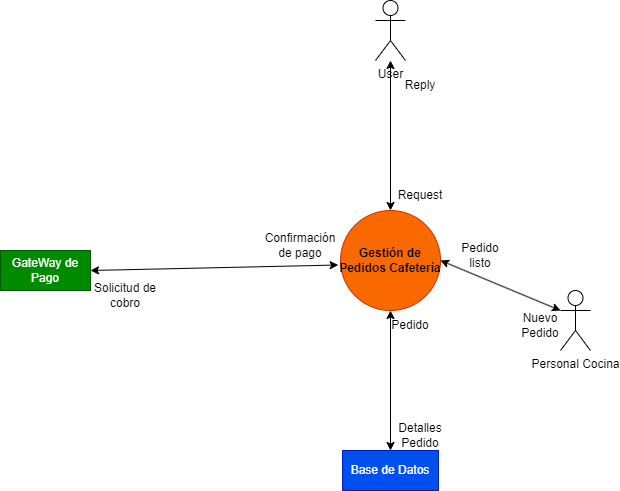 User
Reply
Request
Confirmación
de pago
Gestión de
Pedidos Cafeteria
Pedido
listo
GateWay de
Pago
Solicitud de
cobro
Nuevo
Pedido
Personal Cocina
Pedido
Detalles
Pedido
Base de Datos